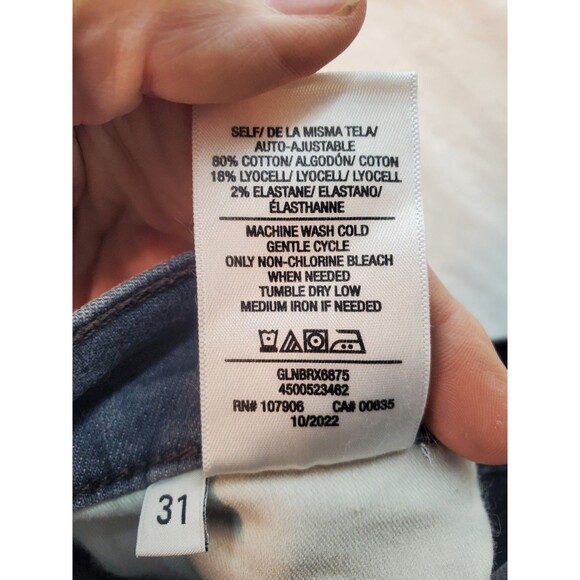 SELF/ DE LA MISMA TELA/
AUTO-AJUSTABLE
80% COTTON/ ALGODÓN/ COTON
18% LYOCELL/ LYOCELL/ LYOCELL
2% ELASTANE/ ELASTANO/
ÉLASTHANNE
MACHINE WASH COLD
GENTLE CYCLE
ONLY NON-CHLORINE BLEACH
WHEN NEEDED
TUMBLE DRY LOW
MEDIUM IRON IF NEEDED
GLNBRX6875
4500523462
RN# 107906 CA# 00635
10/2022
31